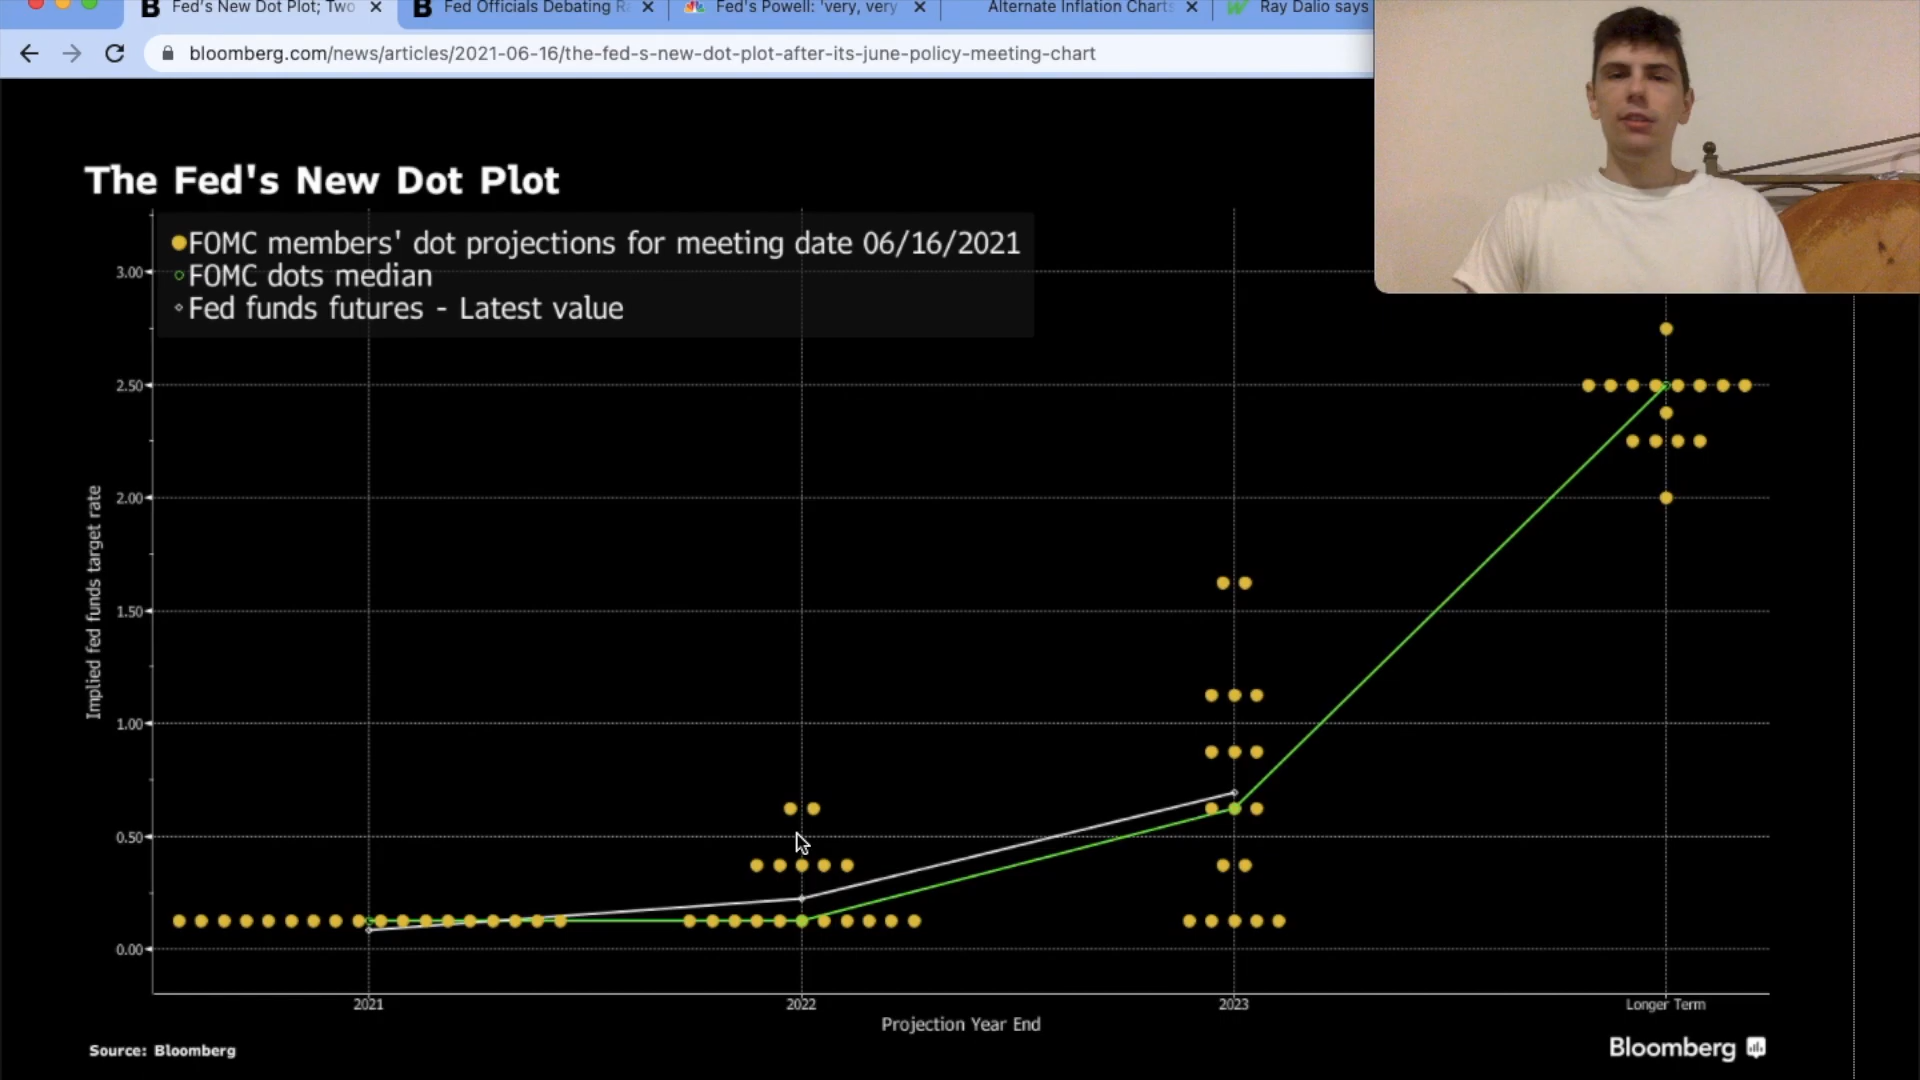 Fed's New Dot Plot; Two
Fed Officials Debating Ra
Fed's Powell: 'very, very
Alternate Inflation Charts
Ray Dalio says
bloomberg.com/news/articles/2021-06-16/the-fed-s-new-dot-plot-after-its-june-policy-meeting-chart
The Fed's New Dot Plot
FOMC members' dot projections for meeting date 06/16/2021
FOMC dots median
Fed funds futures - Latest value
3.00
2.50
2.00
1.50
1.00
0.50
0.00
Implied fed funds target rate
2021
2022
2023
Longer Term
Projection Year End
Source: Bloomberg
Bloomberg